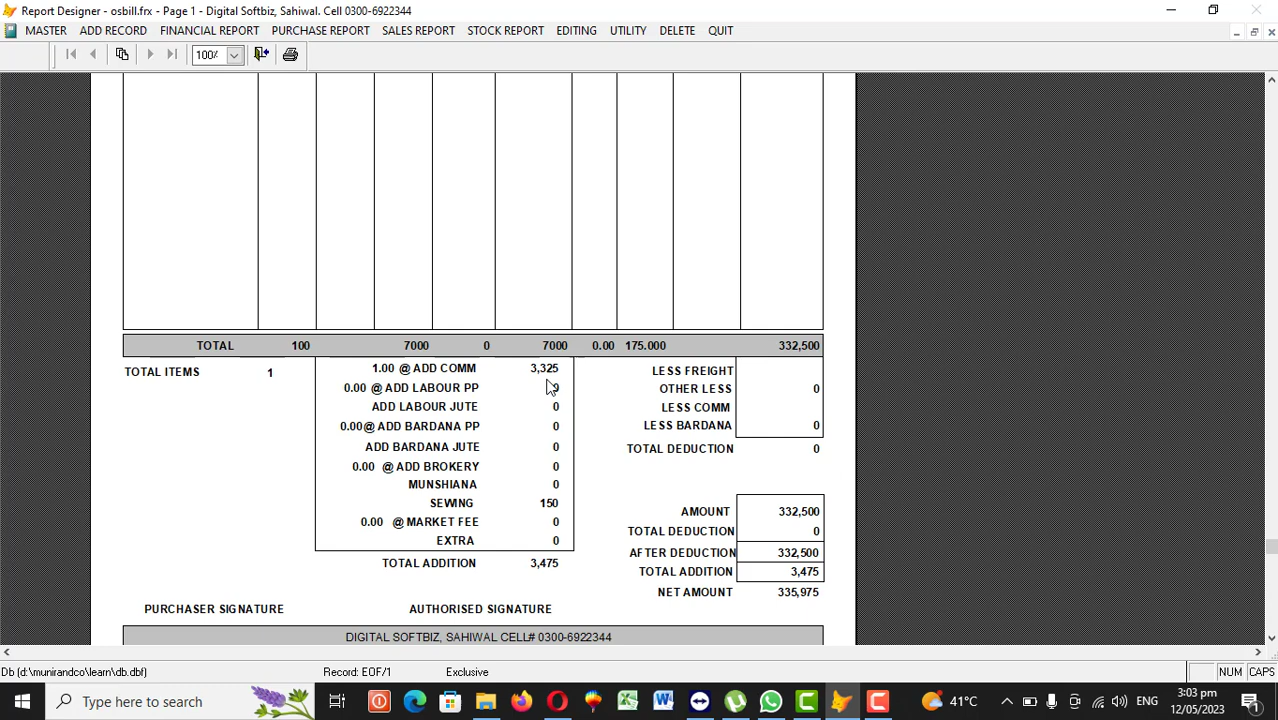 Report Designer - osbill.frx - Page 1 - Digital Softbiz, Sahiwal. Cell 0300-6922344
MASTER ADD RECORD FINANCIAL REPORT PURCHASE REPORT SALES REPORT STOCK REPORT EDITING UTILITY DELETE QUIT
100%
TOTAL 100 7000 0 7000 0.00 175.000 332,500
TOTAL ITEMS 1
1.00 @ ADD COMM 3,325
0.00 @ ADD LABOUR PP 0
ADD LABOUR JUTE 0
0.00@ ADD BARDANA PP 0
ADD BARDANA JUTE 0
0.00 @ ADD BROKERY 0
MUNSHIANA 0
SEWING 150
0.00 @ MARKET FEE 0
EXTRA 0
TOTAL ADDITION 3,475
LESS FREIGHT
OTHER LESS 0
LESS COMM
LESS BARDANA 0
TOTAL DEDUCTION 0
AMOUNT 332,500
TOTAL DEDUCTION 0
AFTER DEDUCTION 332,500
TOTAL ADDITION 3,475
NET AMOUNT 335,975
PURCHASER SIGNATURE AUTHORISED SIGNATURE
DIGITAL SOFTBIZ, SAHIWAL CELL# 0300-6922344
Db (d:\munirandco\learn\db.dbf) Record: EOF/1 Exclusive NUM CAPS
Type here to search 41°C ENG 3:03 pm
12/05/2023